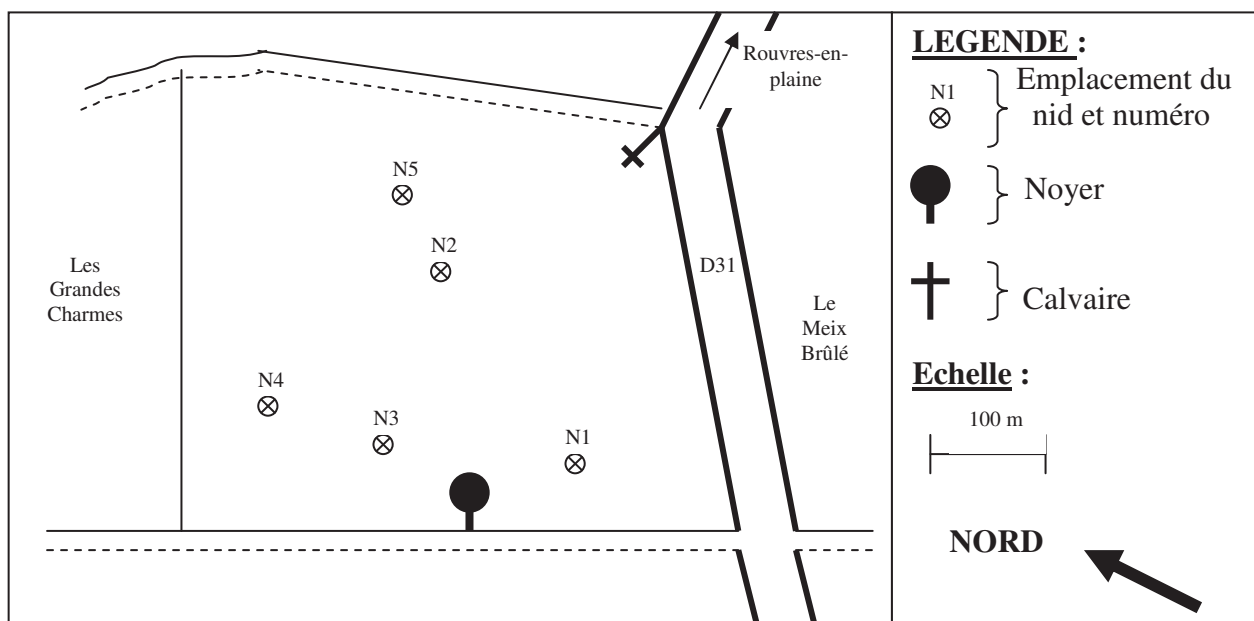 Rouvres-en-
plaine
N5
N2
Les
Grandes
Charmes
D31
Le
Meix
Brûlé
N4
N3
N1
LEGENDE :
N1
Emplacement du
nid et numéro
Noyer
Calvaire
Echelle :
100 m
NORD